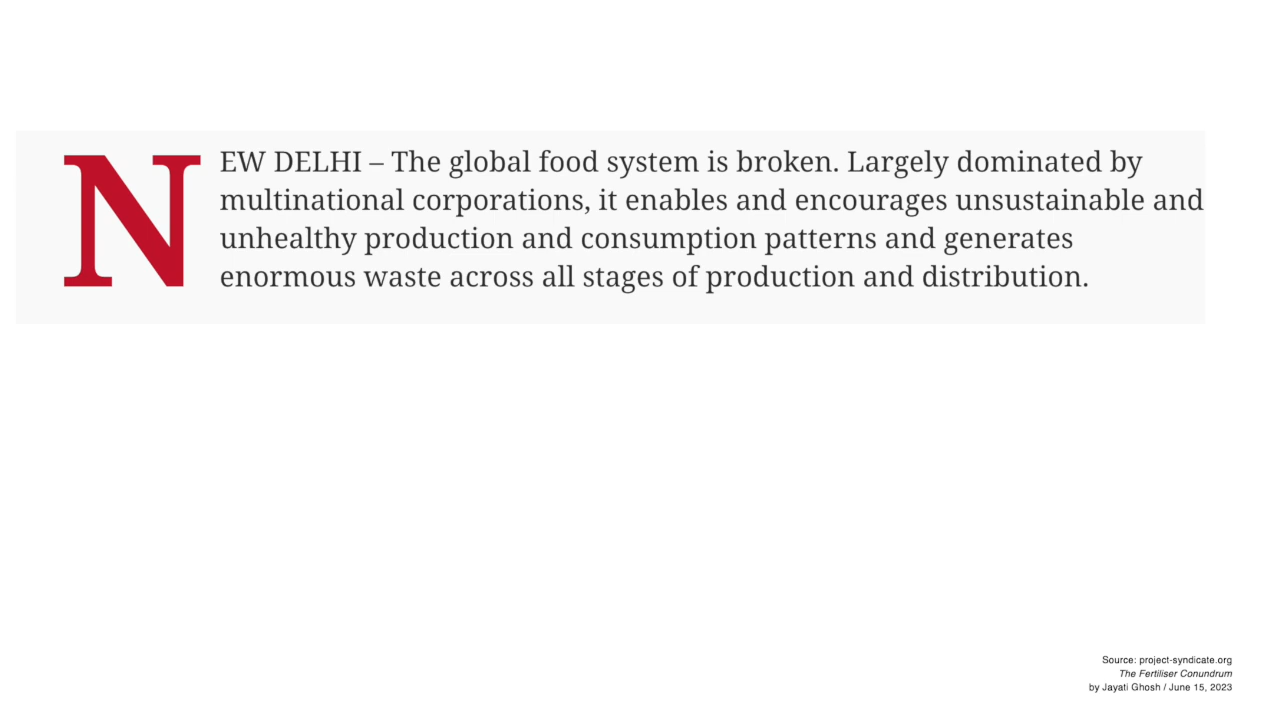 NEW DELHI – The global food system is broken. Largely dominated by
multinational corporations, it enables and encourages unsustainable and
unhealthy production and consumption patterns and generates
enormous waste across all stages of production and distribution.
Source: project-syndicate.org
The Fertiliser Conundrum
by Jayati Ghosh / June 15, 2023